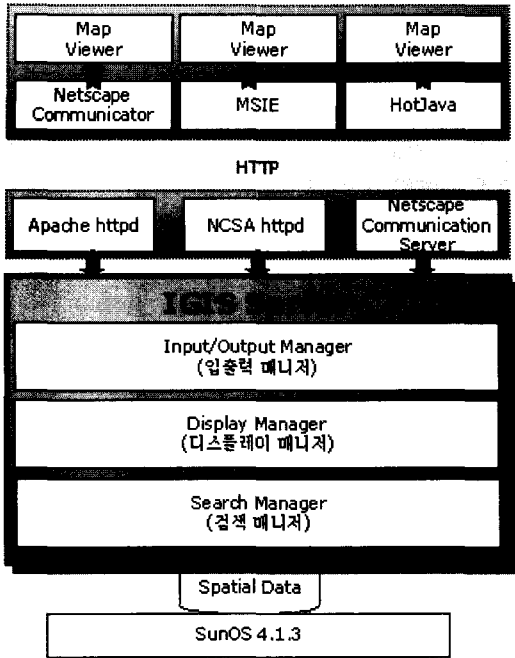 Map Viewer
Map Viewer
Map Viewer
Netscape Communicator
MSIE
HotJava
HTTP
Apache httpd
NCSA httpd
Netscape Communication Server
IGIS
Input/Output Manager
(입출력 매니저)
Display Manager
(디스플레이 매니저)
Search Manager
(검색 매니저)
Spatial Data
SunOS 4.1.3